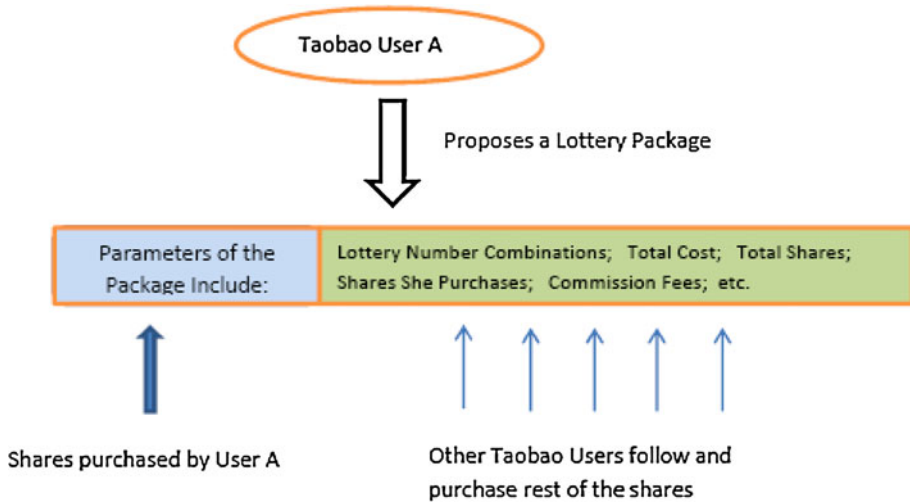 Taobao User A
Proposes a Lottery Package
Parameters of the
Package Include:
Lottery Number Combinations; Total Cost; Total Shares;
Shares She Purchases; Commission Fees; etc.
Shares purchased by User A
Other Taobao Users follow and
purchase rest of the shares